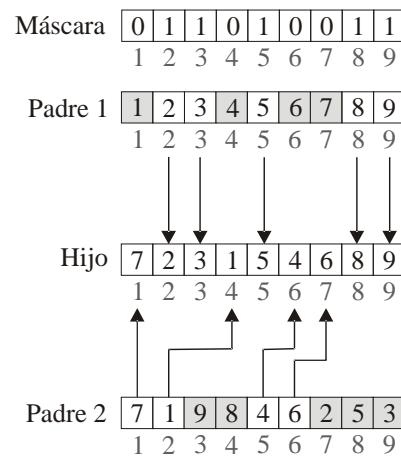 Máscara 0 1 1 0 1 0 0 1 1
1 2 3 4 5 6 7 8 9
Padre 1 1 2 3 4 5 6 7 8 9
1 2 3 4 5 6 7 8 9
Hijo 7 2 3 1 5 4 6 8 9
1 2 3 4 5 6 7 8 9
Padre 2 7 1 9 8 4 6 2 5 3
1 2 3 4 5 6 7 8 9